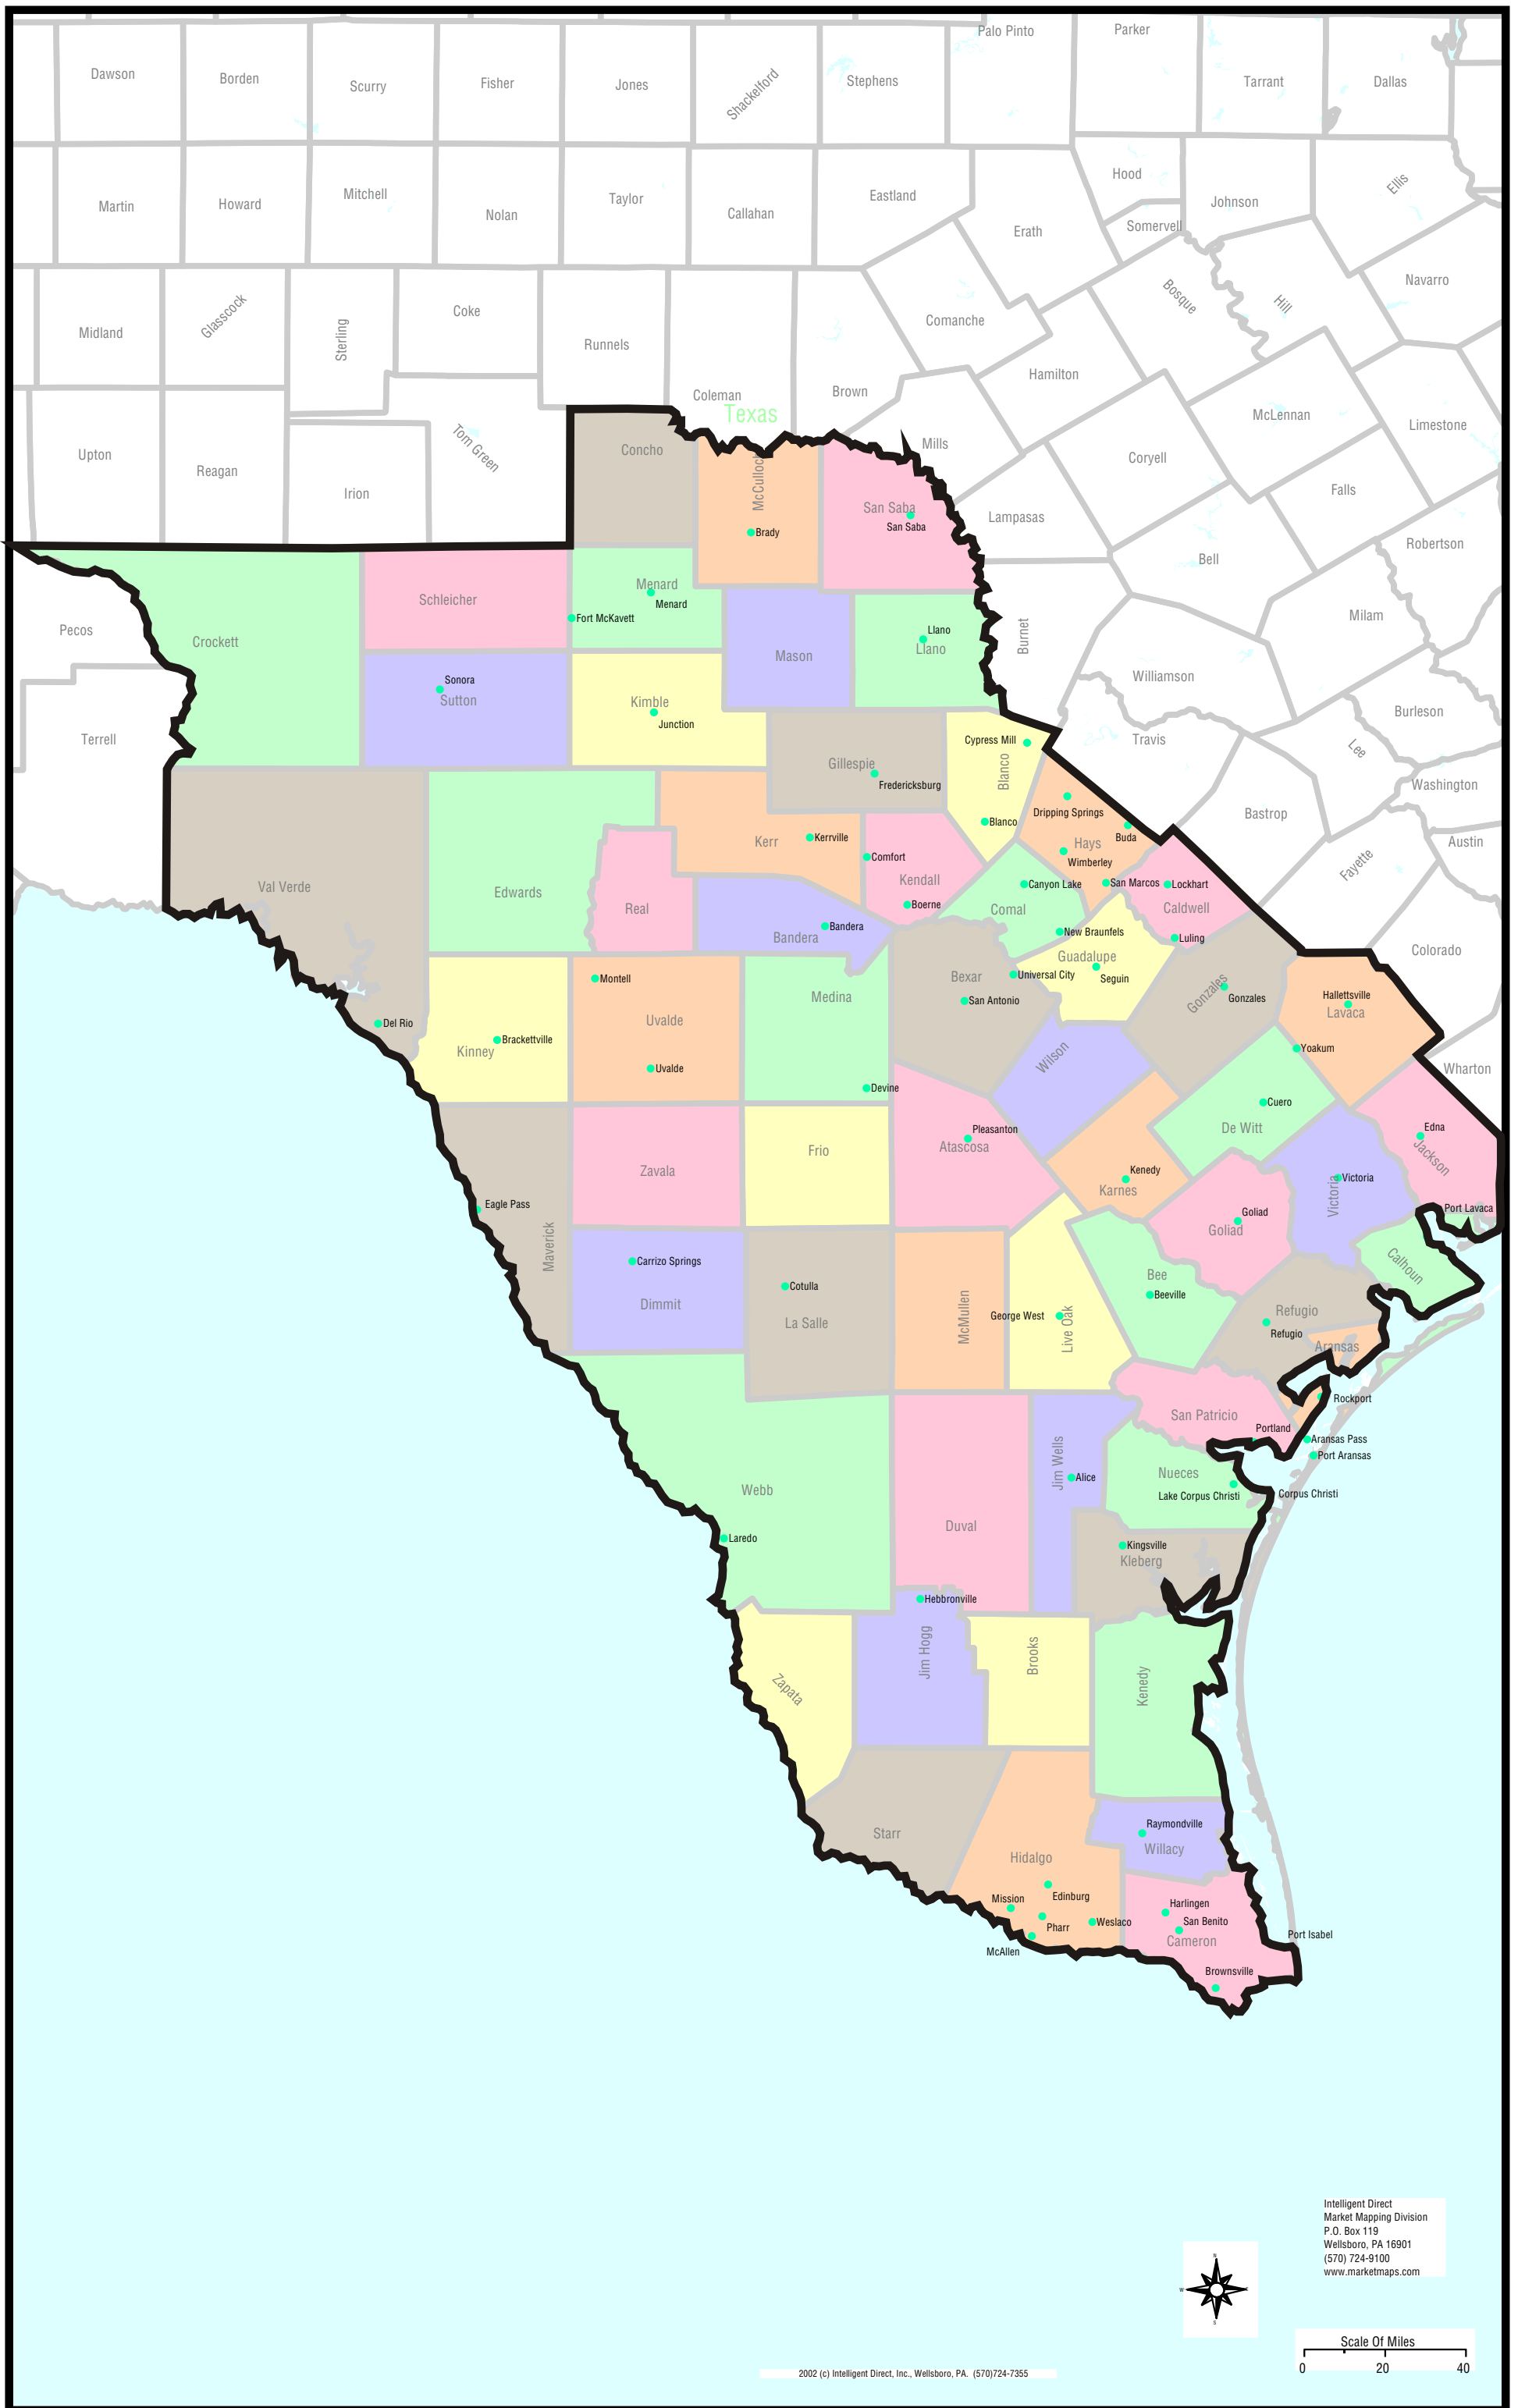 Palo Pinto
Parker
Dawson
Borden
Scurry
Fisher
Jones
Shackelford
Stephens
Tarrant
Dallas
Martin
Howard
Mitchell
Nolan
Taylor
Callahan
Eastland
Erath
Hood
Somervell
Johnson
Ellis
Midland
Glasscock
Sterling
Coke
Runnels
Coleman
Texas
Brown
Comanche
Hamilton
Bosque
Hill
Navarro
Upton
Reagan
Irion
Tom Green
Concho
McCulloch
Brady
San Saba
San Saba
Mills
Lampasas
Coryell
McLennan
Limestone
Falls
Bell
Robertson
Milam
Pecos
Crockett
Schleicher
Menard
Menard
Fort McKavett
Mason
Llano
Llano
Burnet
Williamson
Burleson
Terrell
Sonora
Sutton
Kimble
Junction
Gillespie
Fredericksburg
Cypress Mill
Blanco
Blanco
Travis
Lee
Washington
Bastrop
Austin
Fayette
Val Verde
Edwards
Real
Kerr
Kerrville
Comfort
Kendall
Boerne
Dripping Springs
Buda
Hays
Wimberley
San Marcos
Lockhart
Caldwell
Luling
Canyon Lake
Comal
New Braunfels
Guadalupe
Seguin
Bandera
Bandera
Colorado
Del Rio
Montell
Medina
Bexar
San Antonio
Universal City
Gonzales
Gonzales
Hallettsville
Lavaca
Yoakum
Wharton
Kinney
Brackettville
Uvalde
Uvalde
Devine
Wilson
Cuero
De Witt
Edna
Jackson
Zavala
Frio
Pleasanton
Atascosa
Kenedy
Karnes
Victoria
Victoria
Goliad
Goliad
Port Lavaca
Calhoun
Eagle Pass
Maverick
Carrizo Springs
Dimmit
Cotulla
La Salle
McMullen
George West
Live Oak
Bee
Beeville
Refugio
Refugio
Aransas
Rockport
San Patricio
Portland
Aransas Pass
Port Aransas
Webb
Laredo
Duval
Jim Wells
Alice
Nueces
Lake Corpus Christi
Corpus Christi
Kingsville
Kleberg
Hebbronville
Jim Hogg
Brooks
Kenedy
Zapata
Starr
Hidalgo
Raymondville
Willacy
Edinburg
Mission
Pharr
Weslaco
McAllen
Harlingen
San Benito
Cameron
Port Isabel
Brownsville
Intelligent Direct
Market Mapping Division
P.O. Box 119
Wellsboro, PA 16901
(570) 724-9100
www.marketmaps.com
N
W
S
Scale Of Miles
0 20 40
2002 (c) Intelligent Direct, Inc., Wellsboro, PA. (570)724-7355